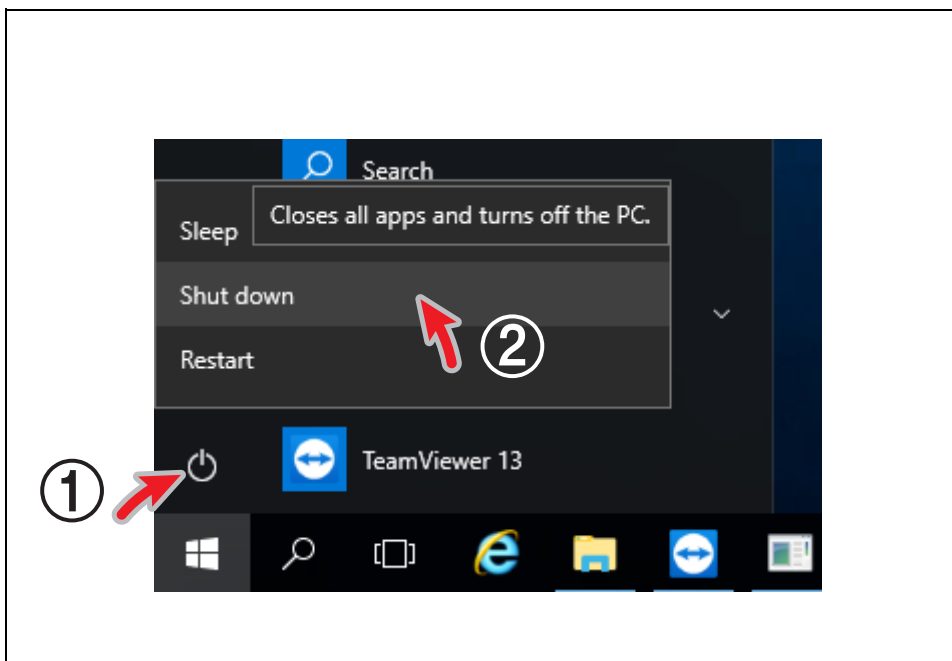 Search
Closes all apps and turns off the PC.
Sleep
Shut down
②
Restart
TeamViewer 13
①